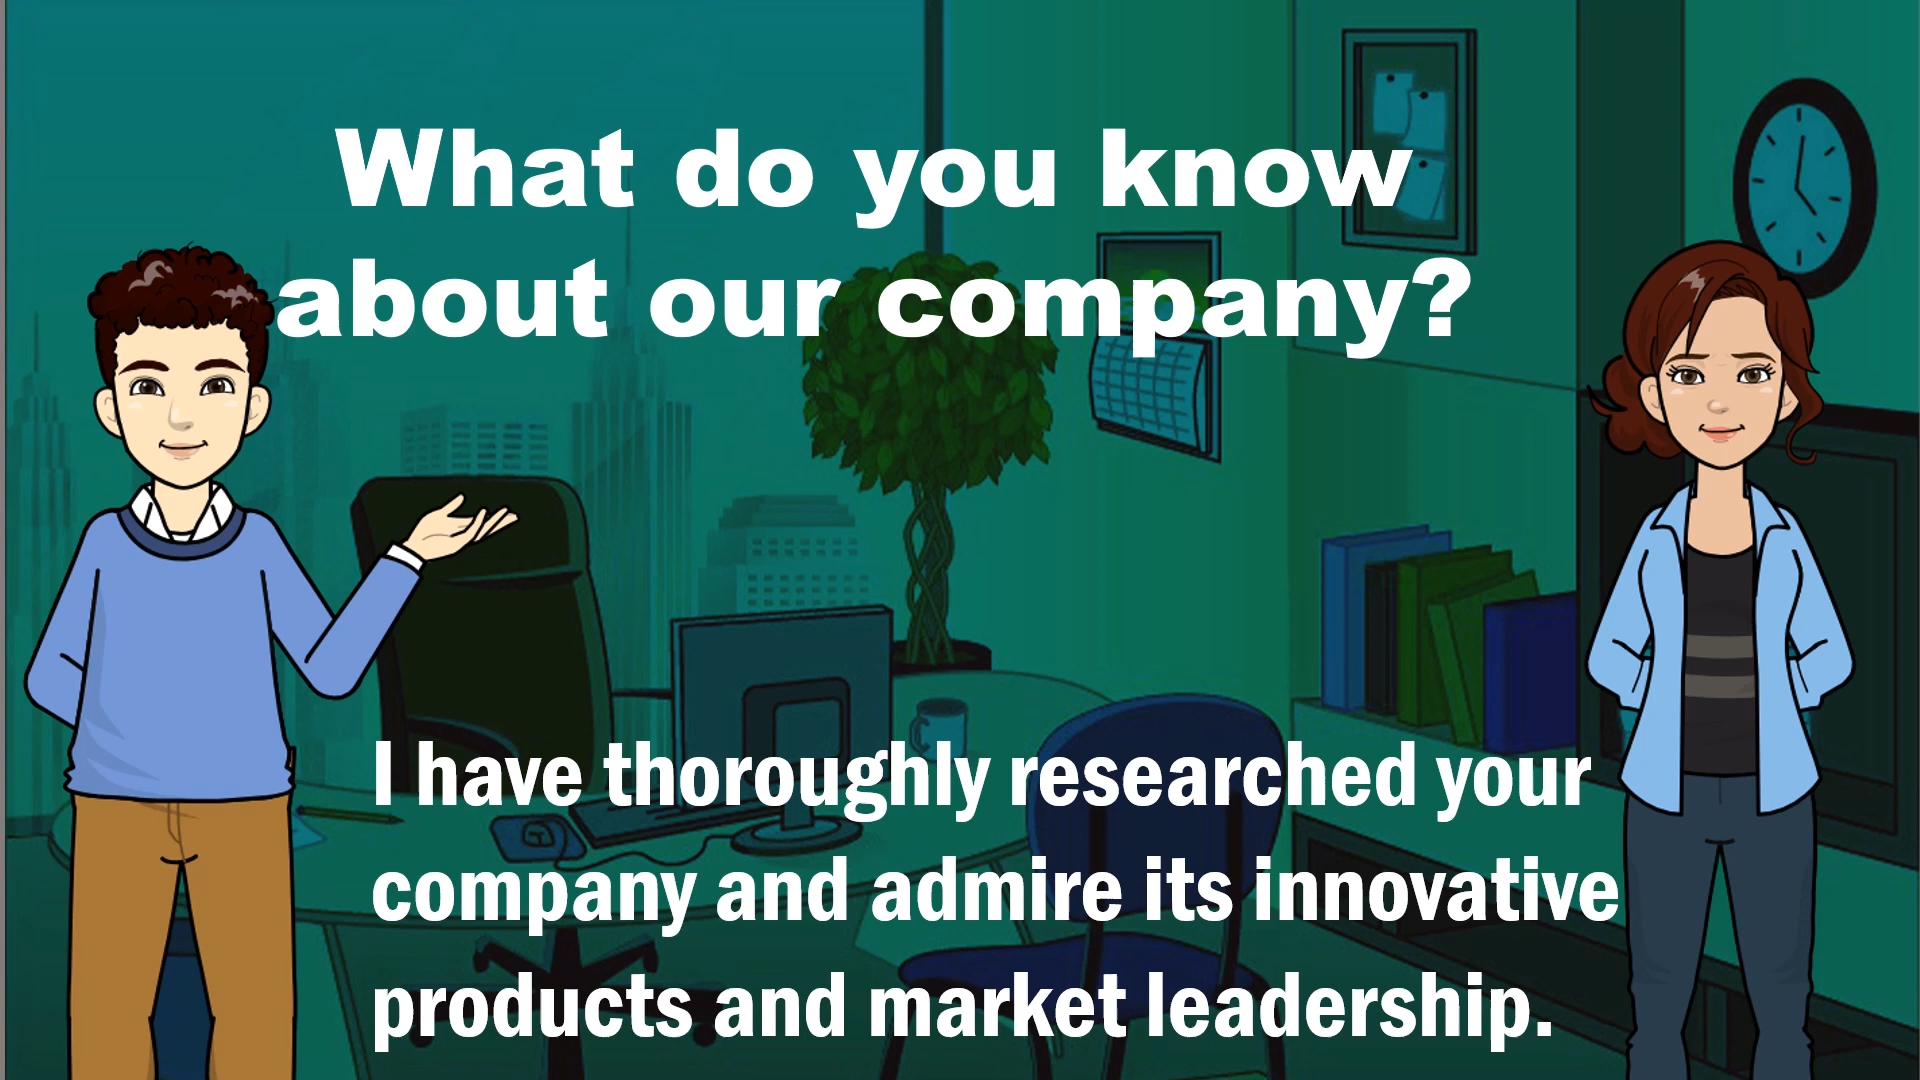 What do you know
about our company?
I have thoroughly researched your
company and admire its innovative
products and market leadership.